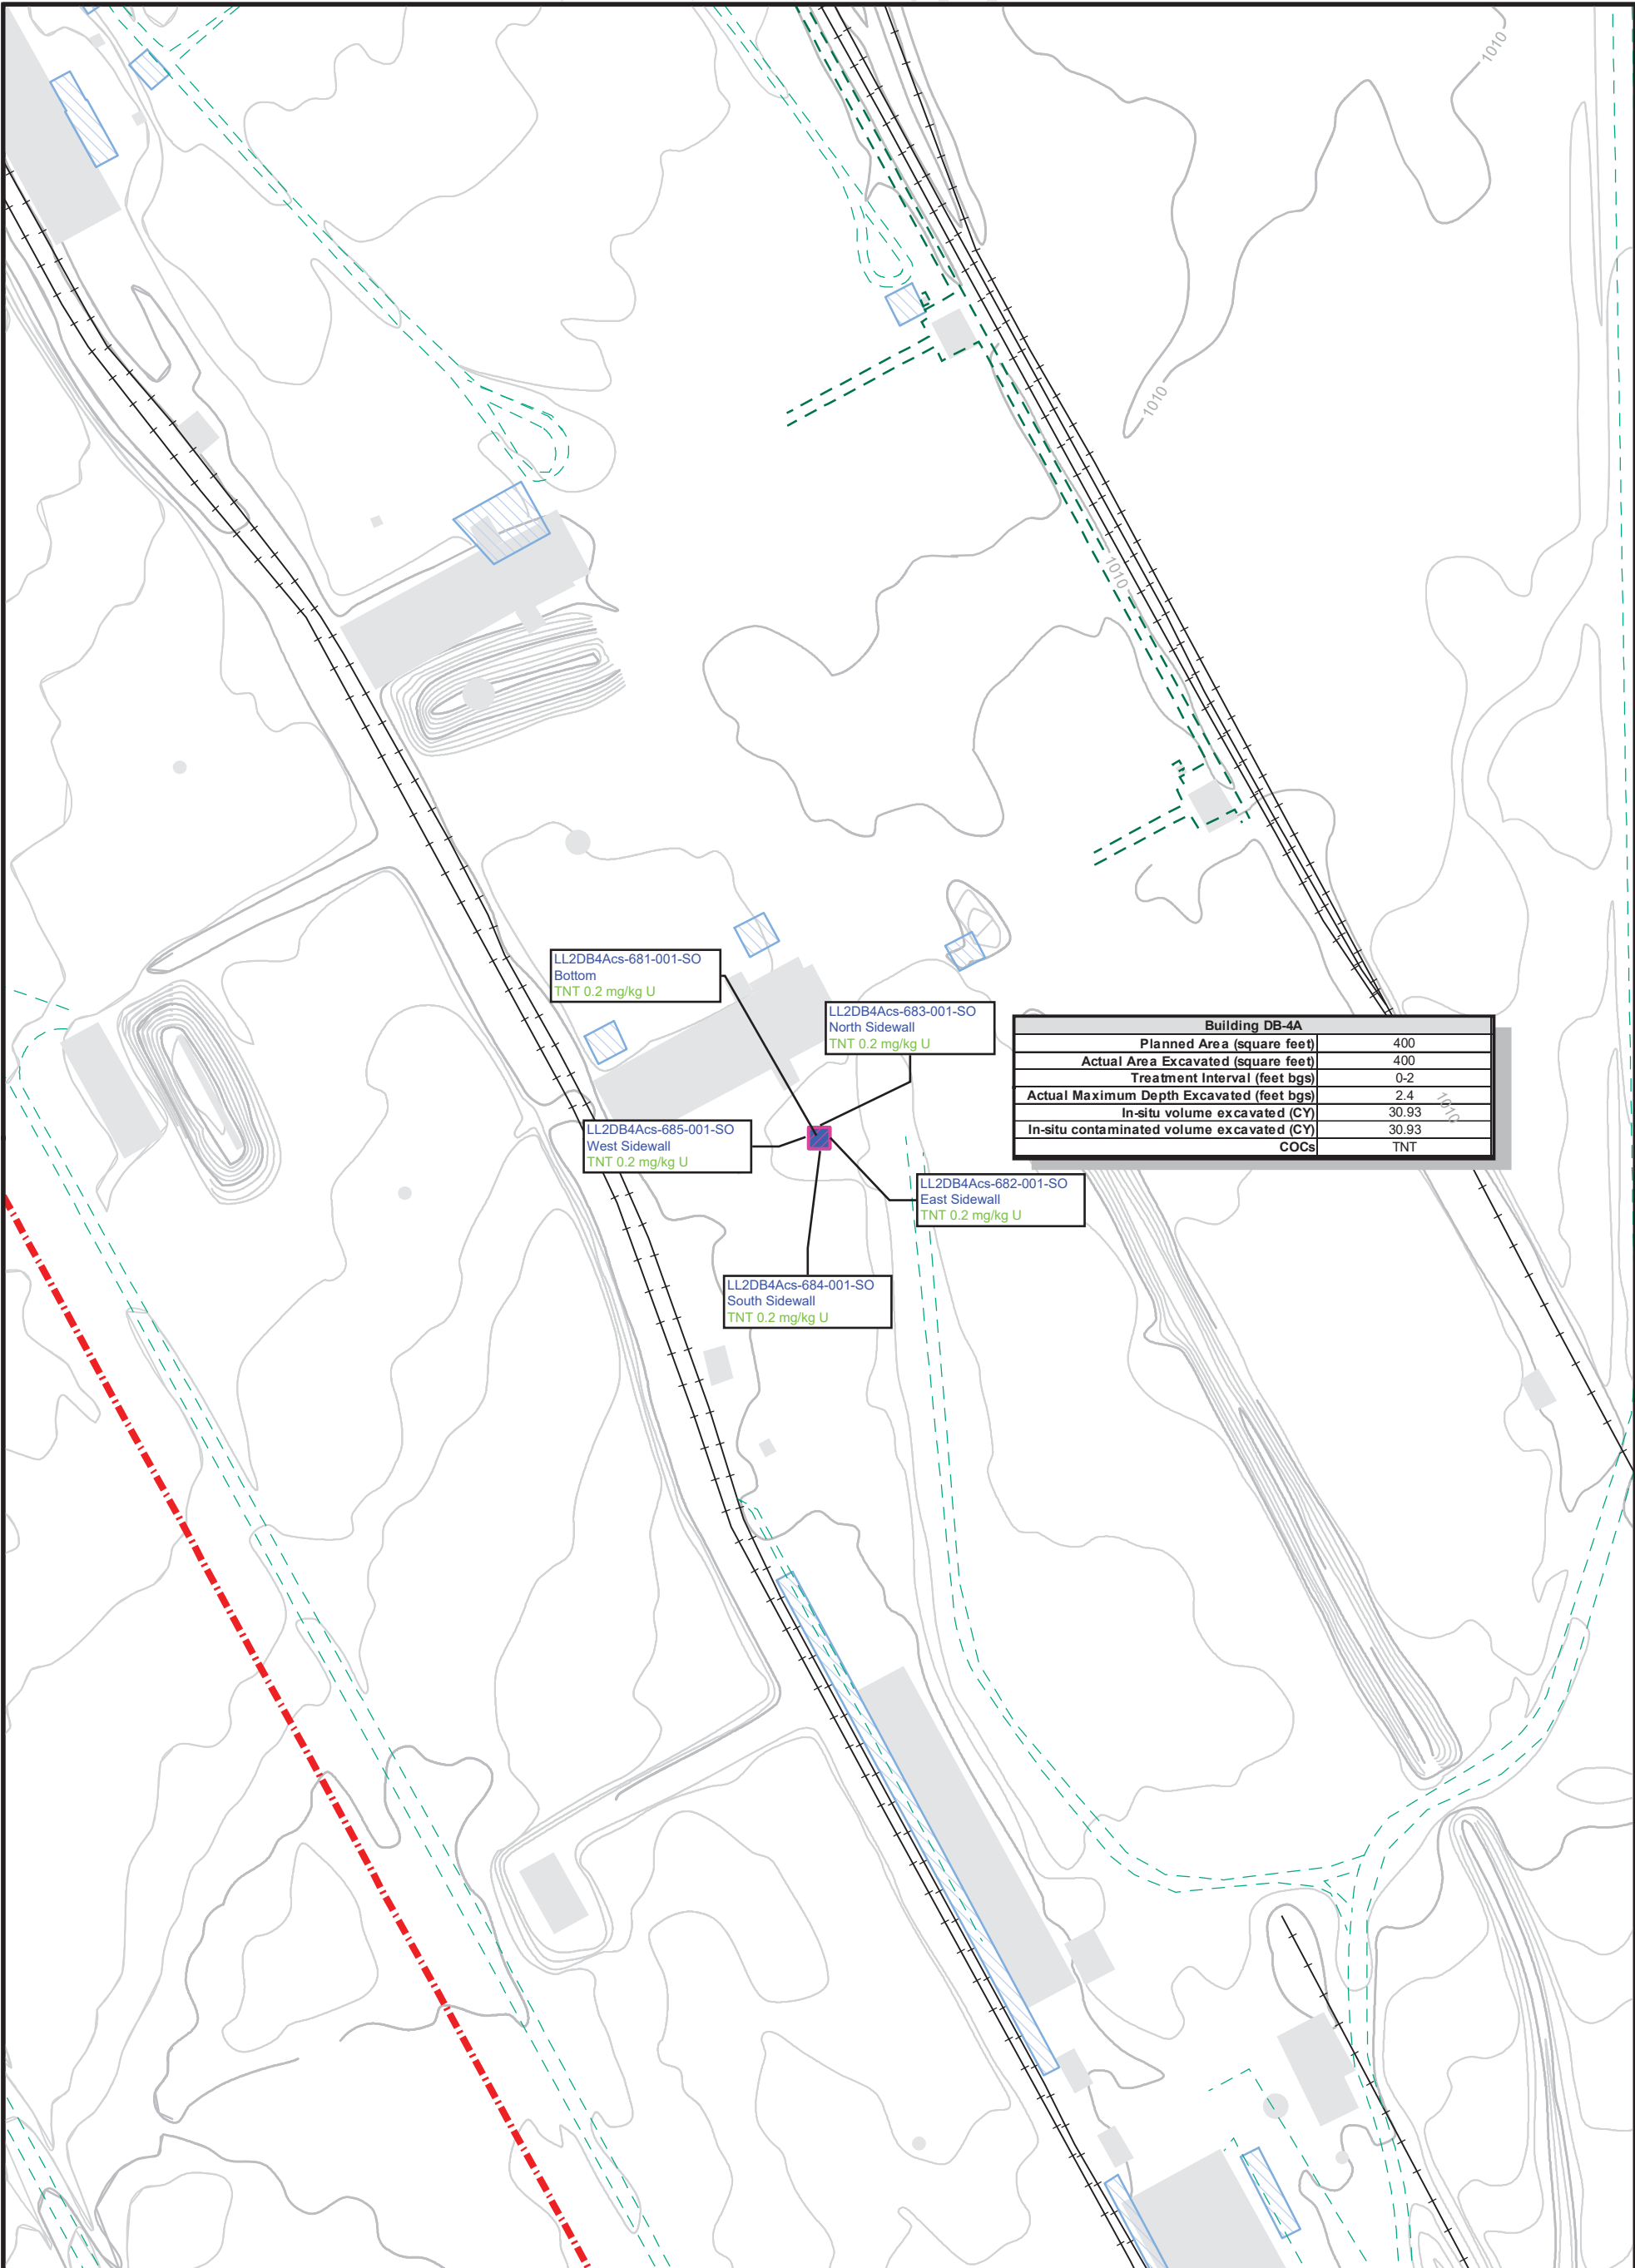 1010
1010
1010
LL2DB4Acs-681-001-SO
Bottom
TNT 0.2 mg/kg U
LL2DB4Acs-683-001-SO
North Sidewall
TNT 0.2 mg/kg U
Building DB-4A
Planned Area (square feet) 400
Actual Area Excavated (square feet) 400
Treatment Interval (feet bgs) 0-2
Actual Maximum Depth Excavated (feet bgs) 2.4
In-situ volume excavated (CY) 30.93
In-situ contaminated volume excavated (CY) 30.93
COCs TNT
1010
LL2DB4Acs-685-001-SO
West Sidewall
TNT 0.2 mg/kg U
LL2DB4Acs-682-001-SO
East Sidewall
TNT 0.2 mg/kg U
LL2DB4Acs-684-001-SO
South Sidewall
TNT 0.2 mg/kg U